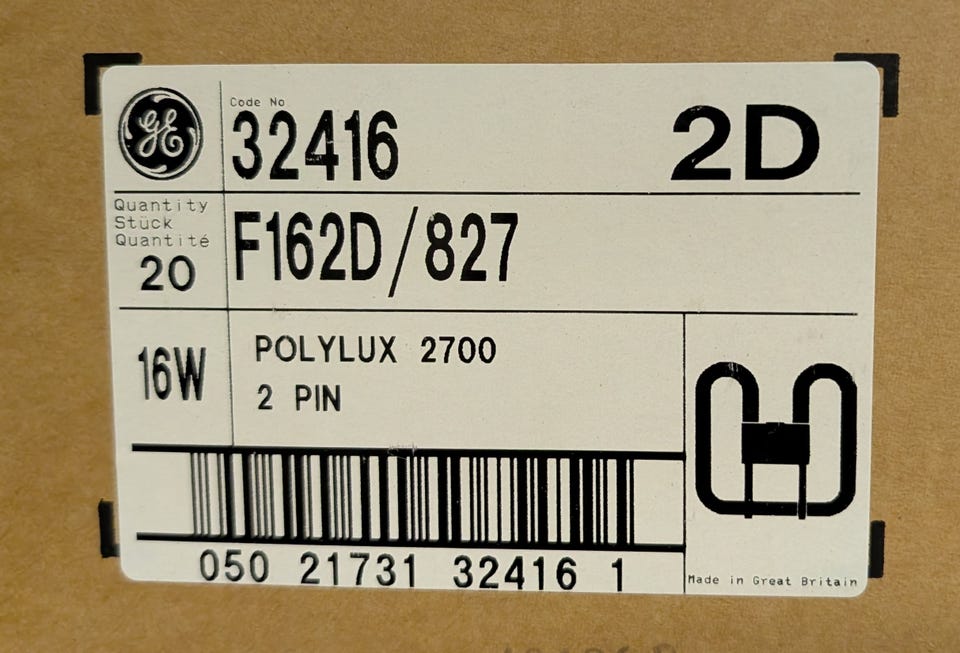 GE
Code No
32416
2D
Quantity
Stück
Quantité
20
F162D/827
16W
POLYLUX 2700
2 PIN
050 21731 32416 1
Made in Great Britain